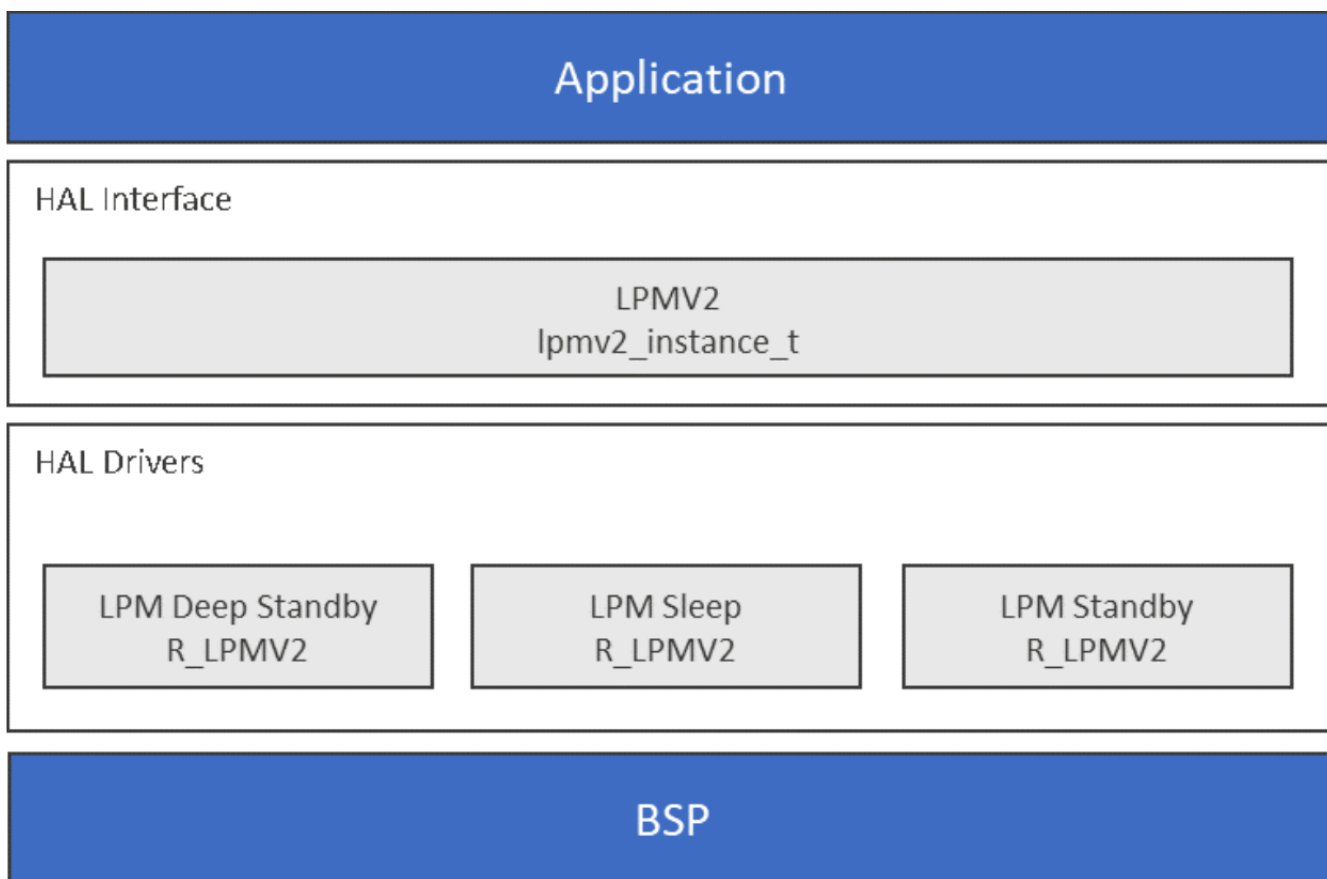 Application
HAL Interface
LPMV2
lpmv2_instance_t
HAL Drivers
LPM Deep Standby
R_LPMV2
LPM Sleep
R_LPMV2
LPM Standby
R_LPMV2
BSP